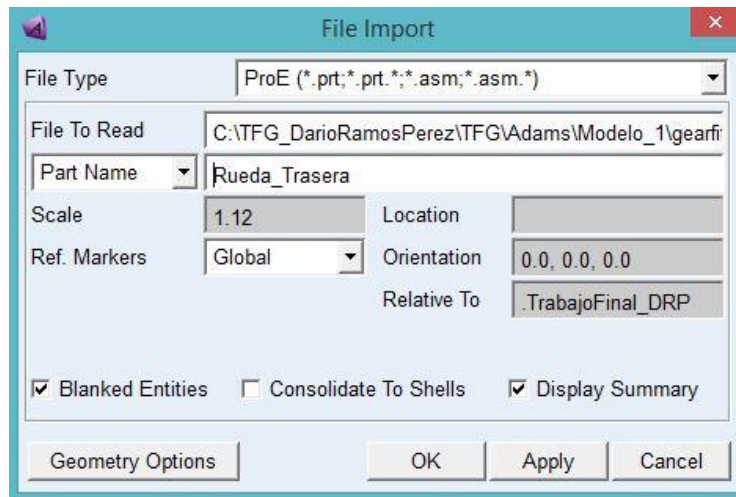 File Import
File Type ProE (*.prt;*.prt.*;*.asm;*.asm.*)
File To Read C:\TFG_DarioRamosPerez\TFG\Adams\Modelo_1\gearfi
Part Name Rueda_Trasera
Scale 1.12 Location
Ref. Markers Global Orientation 0.0, 0.0, 0.0
Relative To .TrabajoFinal_DRP
Blanked Entities Consolidate To Shells Display Summary
Geometry Options OK Apply Cancel